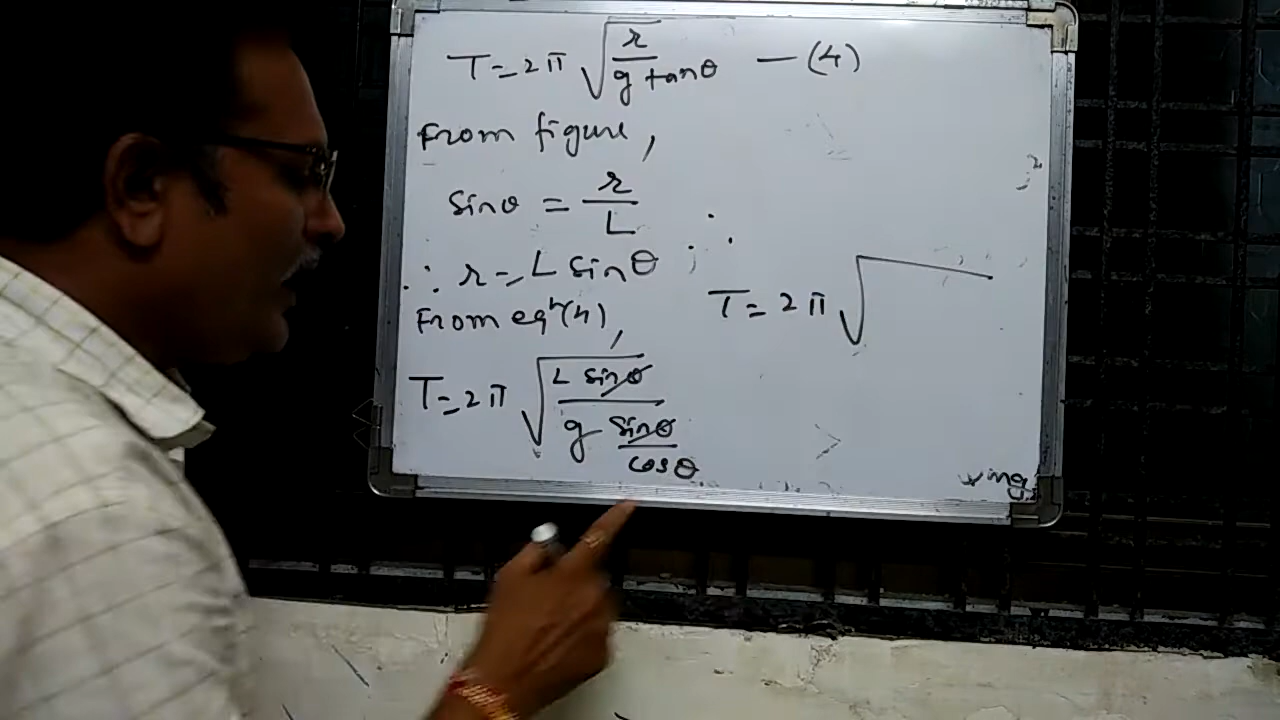 T = 2π √(r / g tanθ) — (4)
From figure,
sinθ = r / L
∴ r = L sinθ
From eqⁿ(4),
T = 2π √(L sinθ / g sinθ / cosθ)
∴
T = 2π √